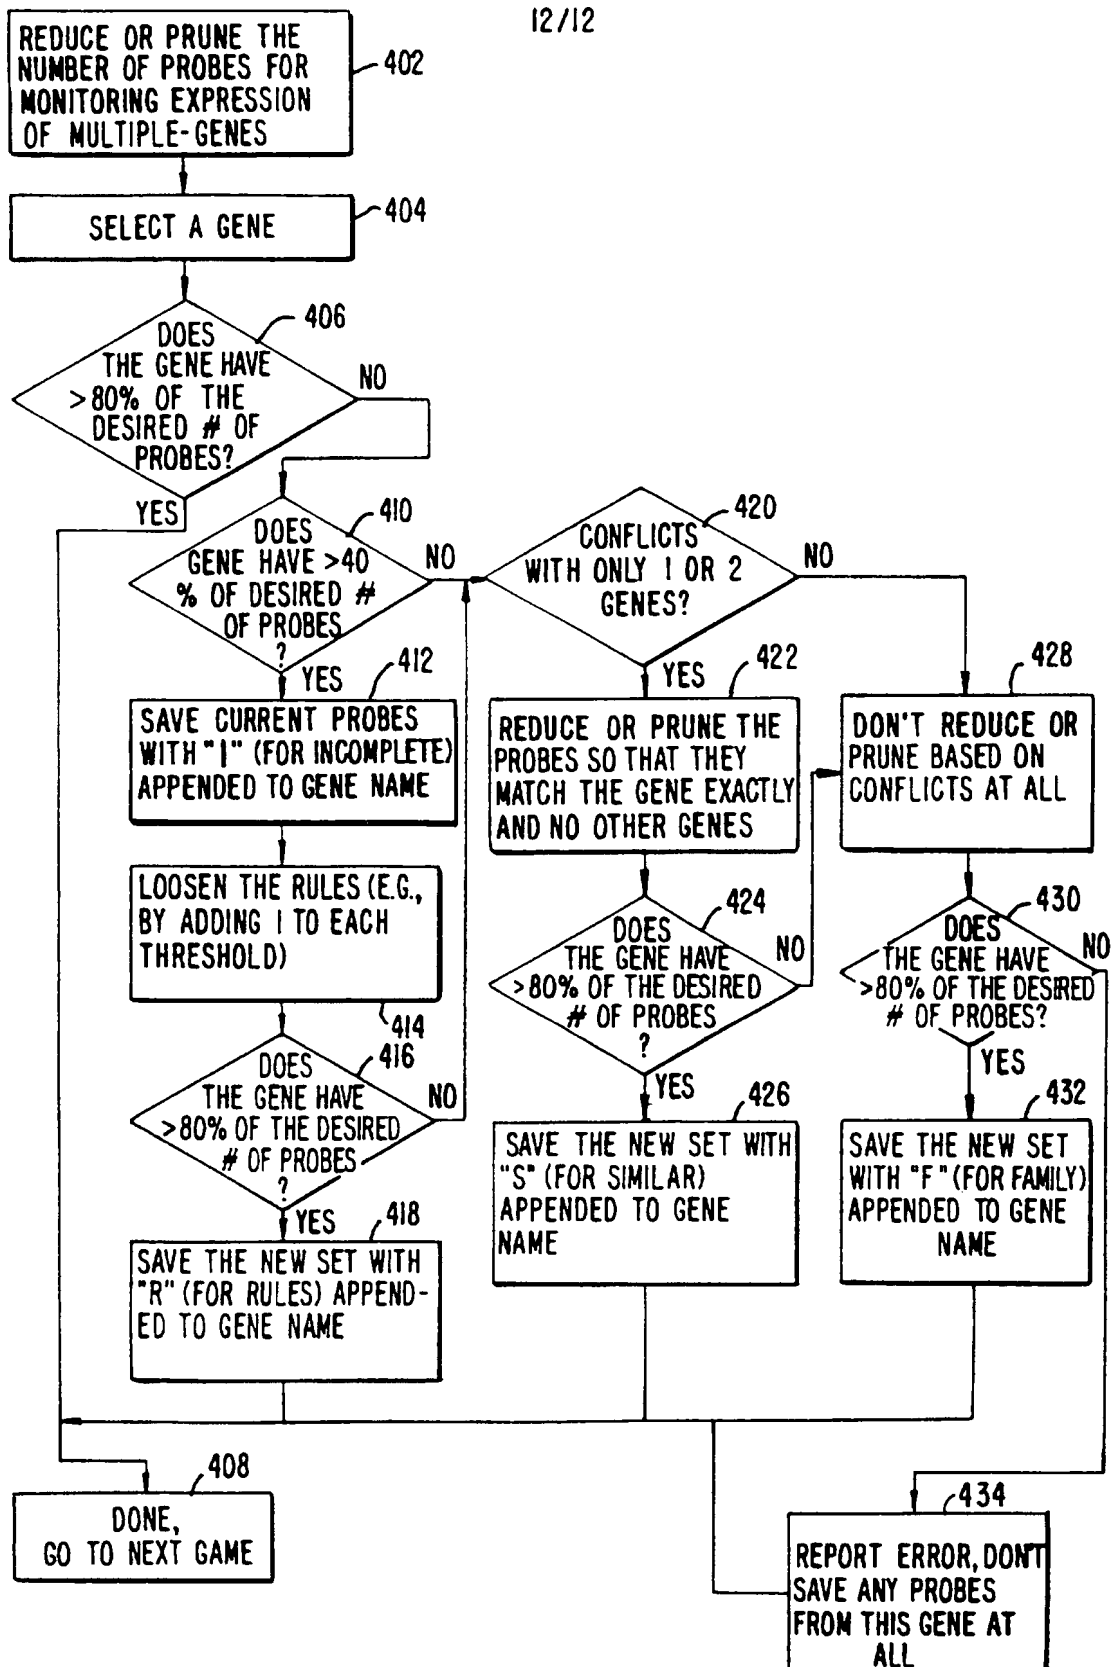 12/12
REDUCE OR PRUNE THE
NUMBER OF PROBES FOR
MONITORING EXPRESSION
OF MULTIPLE-GENES
402
SELECT A GENE
404
406
DOES
THE GENE HAVE
>80% OF THE
DESIRED # OF
PROBES?
NO
YES
410
DOES
GENE HAVE >40
% OF DESIRED #
OF PROBES
?
NO
YES
412
SAVE CURRENT PROBES
WITH "I" (FOR INCOMPLETE)
APPENDED TO GENE NAME
LOOSEN THE RULES (E.G.,
BY ADDING 1 TO EACH
THRESHOLD)
414
416
DOES
THE GENE HAVE
>80% OF THE DESIRED
# OF PROBES
?
NO
YES
418
SAVE THE NEW SET WITH
"R" (FOR RULES) APPEND-
ED TO GENE NAME
420
CONFLICTS
WITH ONLY 1 OR 2
GENES?
NO
YES
422
REDUCE OR PRUNE THE
PROBES SO THAT THEY
MATCH THE GENE EXACTLY
AND NO OTHER GENES
424
DOES
THE GENE HAVE
>80% OF THE DESIRED
# OF PROBES
?
NO
YES
426
SAVE THE NEW SET WITH
"S" (FOR SIMILAR)
APPENDED TO GENE
NAME
428
DON'T REDUCE OR
PRUNE BASED ON
CONFLICTS AT ALL
430
DOES
THE GENE HAVE
>80% OF THE DESIRED
# OF PROBES?
NO
YES
432
SAVE THE NEW SET
WITH "F" (FOR FAMILY)
APPENDED TO GENE
NAME
408
DONE,
GO TO NEXT GAME
434
REPORT ERROR, DON'T
SAVE ANY PROBES
FROM THIS GENE AT
ALL